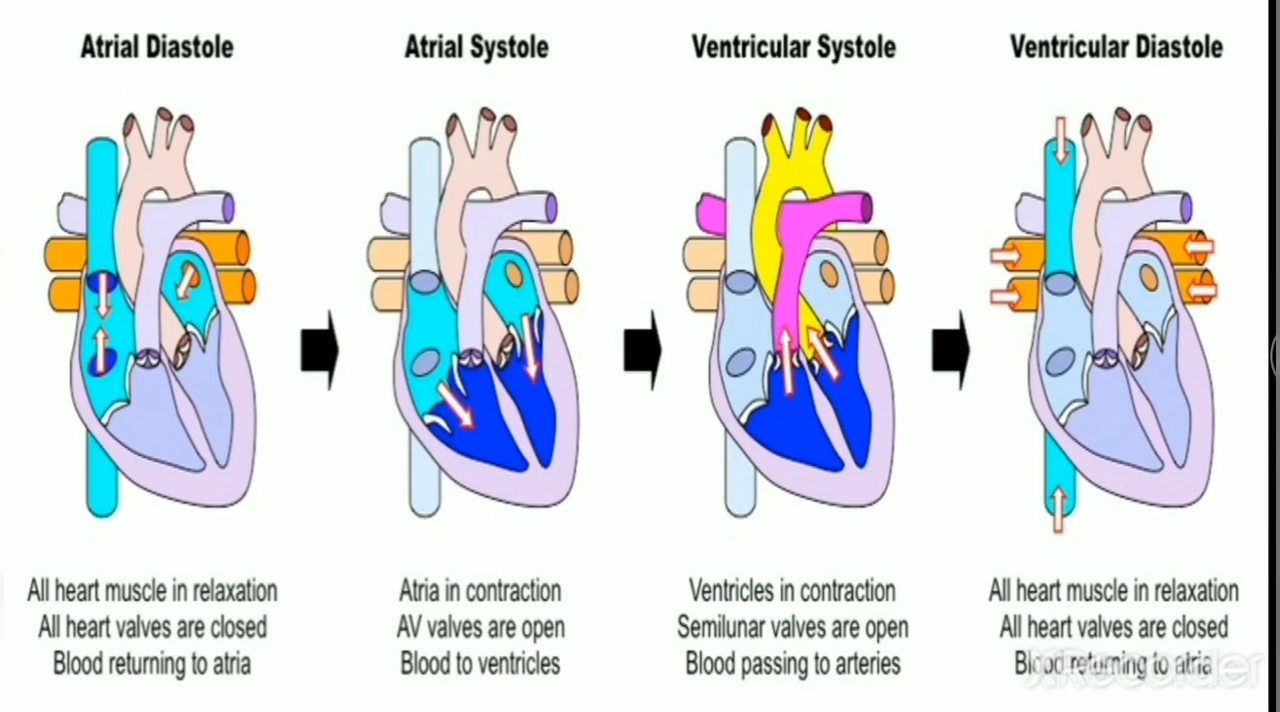 Atrial Diastole
Atrial Systole
Ventricular Systole
Ventricular Diastole
All heart muscle in relaxation
All heart valves are closed
Blood returning to atria
Atria in contraction
AV valves are open
Blood to ventricles
Ventricles in contraction
Semilunar valves are open
Blood passing to arteries
All heart muscle in relaxation
All heart valves are closed
Blood returning to atria
XRecorder